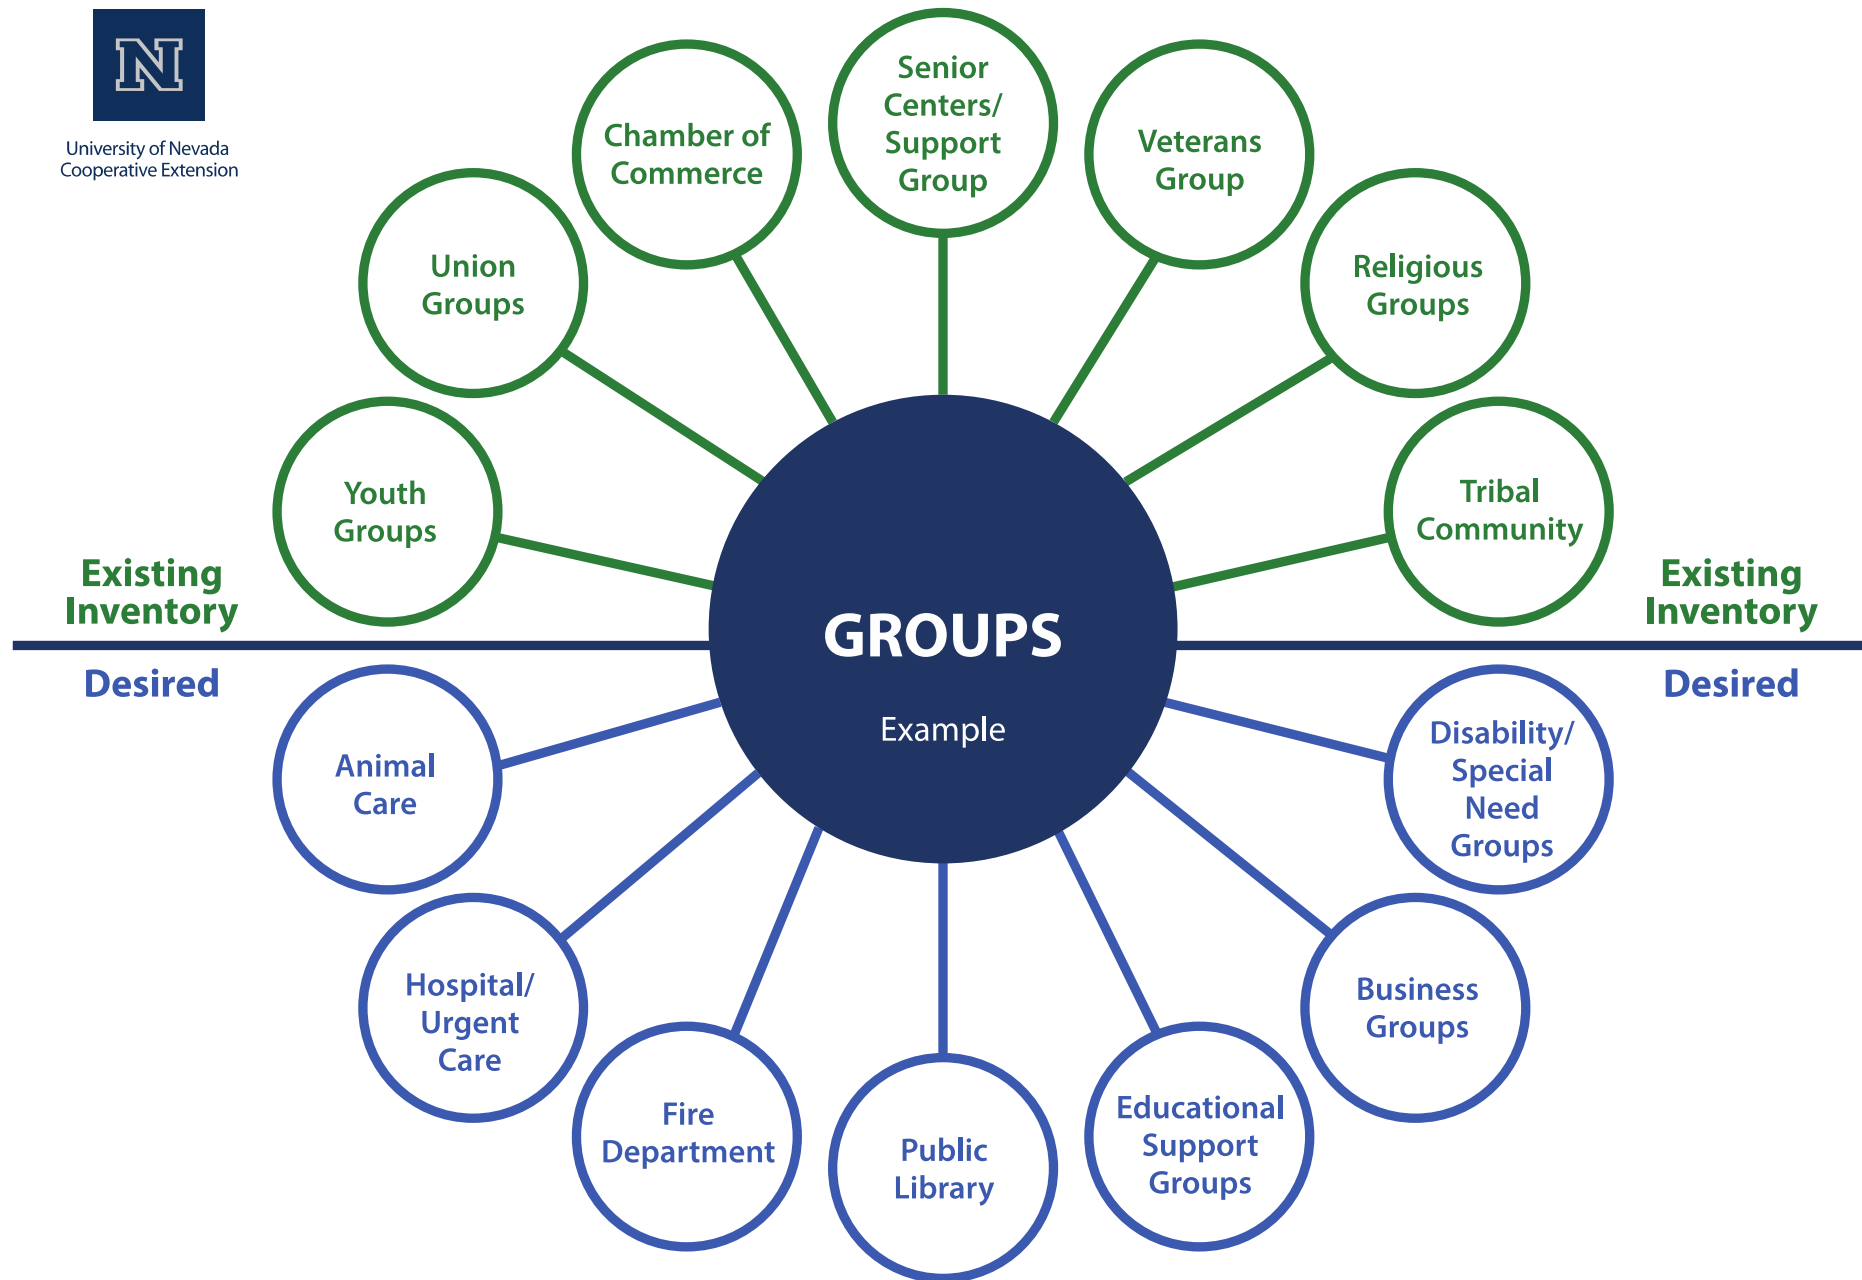 N
University of Nevada
Cooperative Extension
Senior
Centers/
Support
Group
Chamber of
Commerce
Veterans
Group
Union
Groups
Religious
Groups
Youth
Groups
Tribal
Community
Existing
Inventory
Existing
Inventory
GROUPS
Example
Desired
Desired
Animal
Care
Disability/
Special
Need
Groups
Hospital/
Urgent
Care
Business
Groups
Fire
Department
Public
Library
Educational
Support
Groups